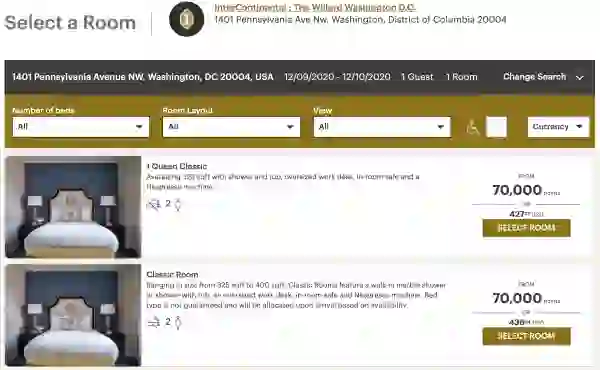 Select a Room
InterContinental : The Willard Washington D.C.
1401 Pennsylvania Ave Nw, Washington, District of Columbia 20004
1401 Pennsylvania Avenue NW, Washington, DC 20004, USA 12/09/2020 - 12/10/2020 1 Guest 1 Room Change Search
Number of beds Room Layout View
All All All Currency
1 Queen Classic
Averaging sqft with shower and tub, oversized work desk, in-room safe and a
Nespresso machine.
2
FROM
70,000 POINTS
OR
427
SELECT ROOM
Classic Room
Ranging in size from 325 sqft to 400 sqft, Classic Rooms feature a walk in marble shower
or shower with tub, an oversized work desk, in-room safe and Nespresso machine. Bed
type is not guaranteed and will be allocated upon arrival based on availability.
2
FROM
70,000 POINTS
OR
SELECT ROOM